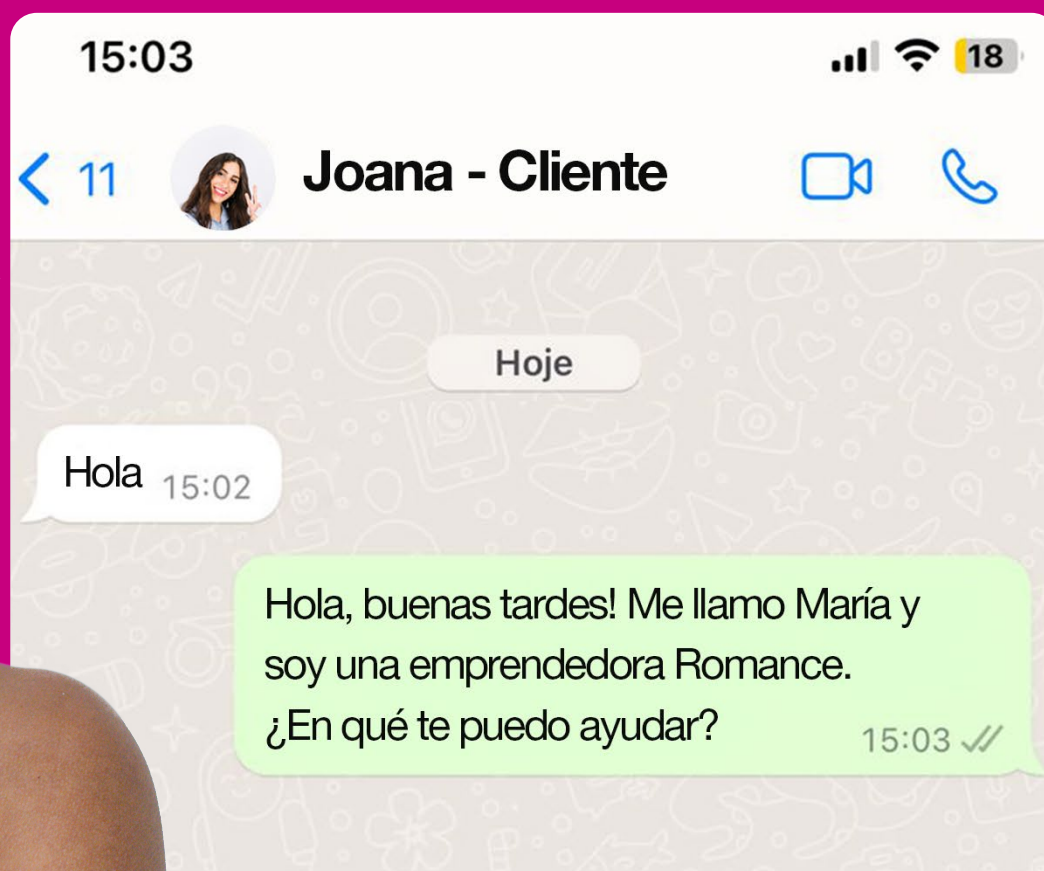 15:03
18
11
Joana - Cliente
Hoje
Hola 15:02
Hola, buenas tardes! Me llamo María y
soy una emprendedora Romance.
¿En qué te puedo ayudar?
15:03